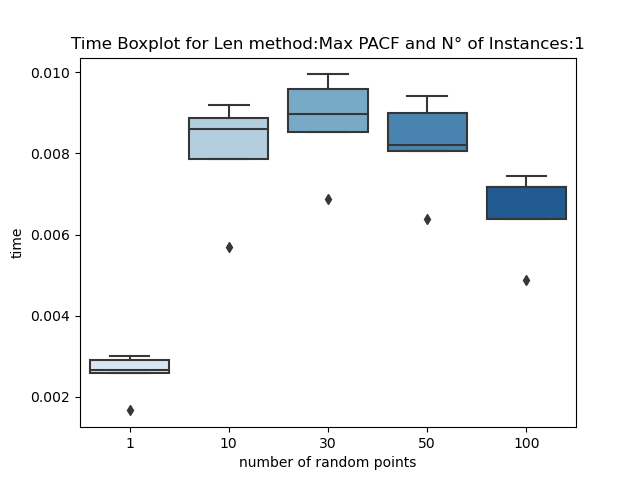 Time Boxplot for Len method:Max PACF and N° of Instances:1
0.010
0.008
0.006
0.004
0.002
time
1 10 30 50 100
number of random points